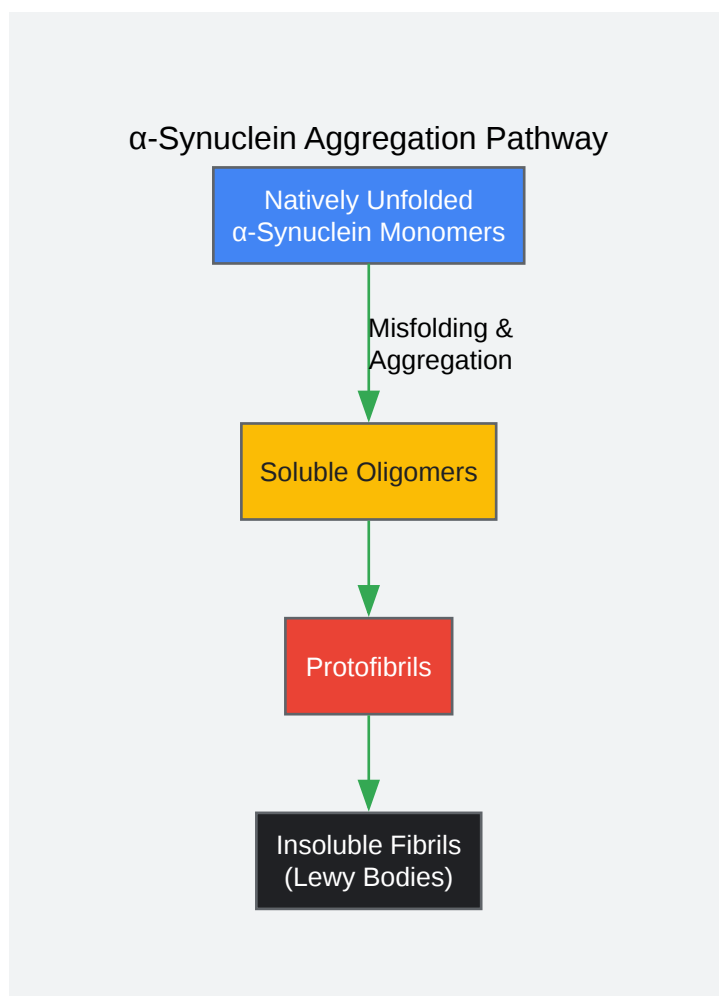 α-Synuclein Aggregation Pathway
Natively Unfolded
α-Synuclein Monomers
Misfolding &
Aggregation
Soluble Oligomers
Protofibrils
Insoluble Fibrils
(Lewy Bodies)